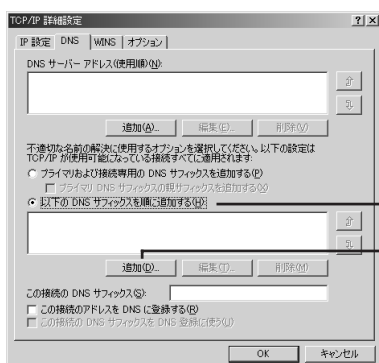 TCP/IP 詳細設定
IP 設定 DNS WINS オプション
DNS サーバー アドレス(使用順)(N):
追加(A)... 編集(E)... 削除(V)
不適切な名前の解決に使用するオプションを選択してください。以下の設定は
TCP/IP が使用可能になっている接続すべてに適用されます:
プライマリおよび接続専用の DNS サフィックスを追加する(P)
プライマリ DNS サフィックスの親サフィックスを追加する(X)
以下の DNS サフィックスを順に追加する(H):
追加(D)... 編集(T)... 削除(M)
この接続の DNS サフィックス(S):
この接続のアドレスを DNS に登録する(R)
この接続の DNS サフィックスを DNS 登録に使う(U)
OK キャンセル